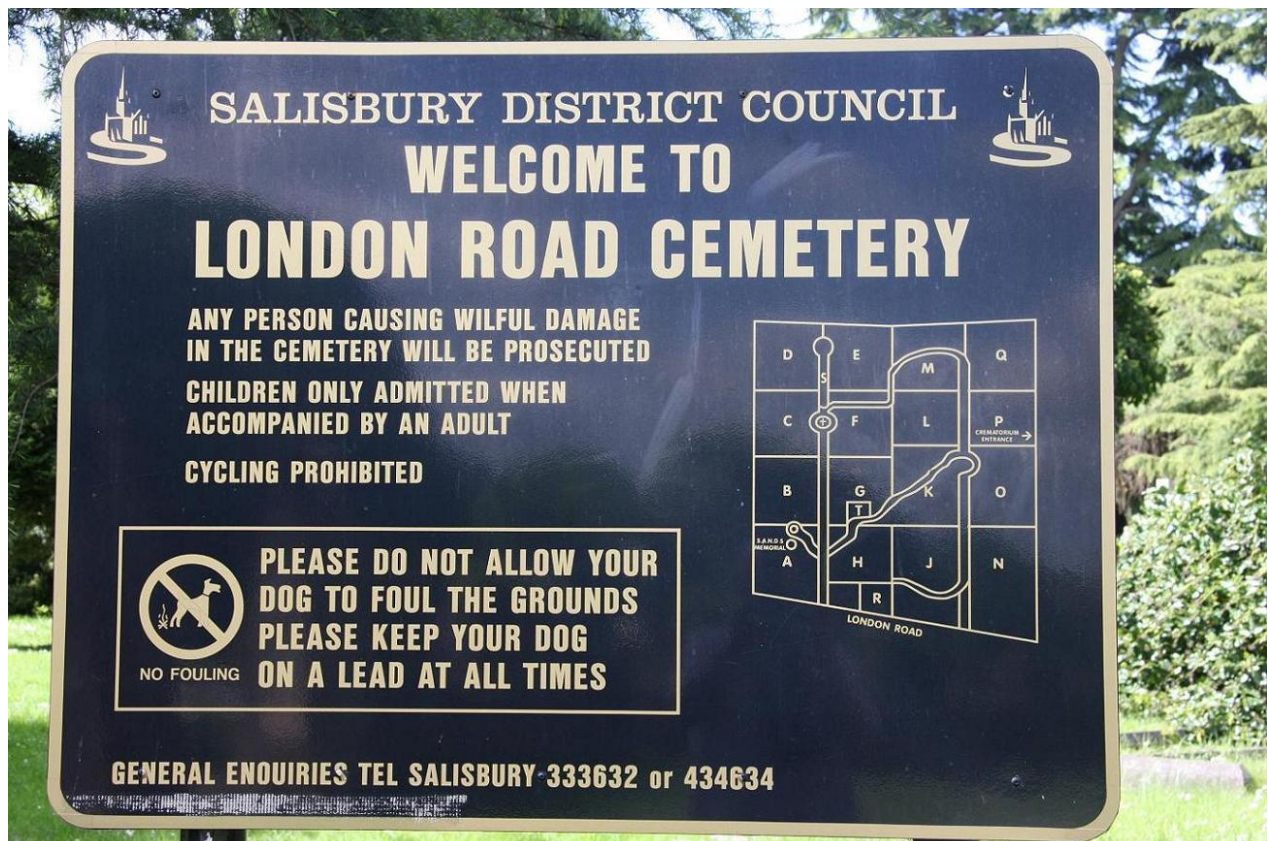 SALISBURY DISTRICT COUNCIL
WELCOME TO
LONDON ROAD CEMETERY
ANY PERSON CAUSING WILFUL DAMAGE
IN THE CEMETERY WILL BE PROSECUTED
CHILDREN ONLY ADMITTED WHEN
ACCOMPANIED BY AN ADULT
CYCLING PROHIBITED
PLEASE DO NOT ALLOW YOUR
DOG TO FOUL THE GROUNDS
PLEASE KEEP YOUR DOG
ON A LEAD AT ALL TIMES
NO FOULING
D E M Q
S
C F L P
CREMATORIUM
ENTRANCE →
B G K O
T
S.A.N.D.S
MEMORIAL
A H J N
R
LONDON ROAD
GENERAL ENQUIRIES TEL SALISBURY 333632 or 434634